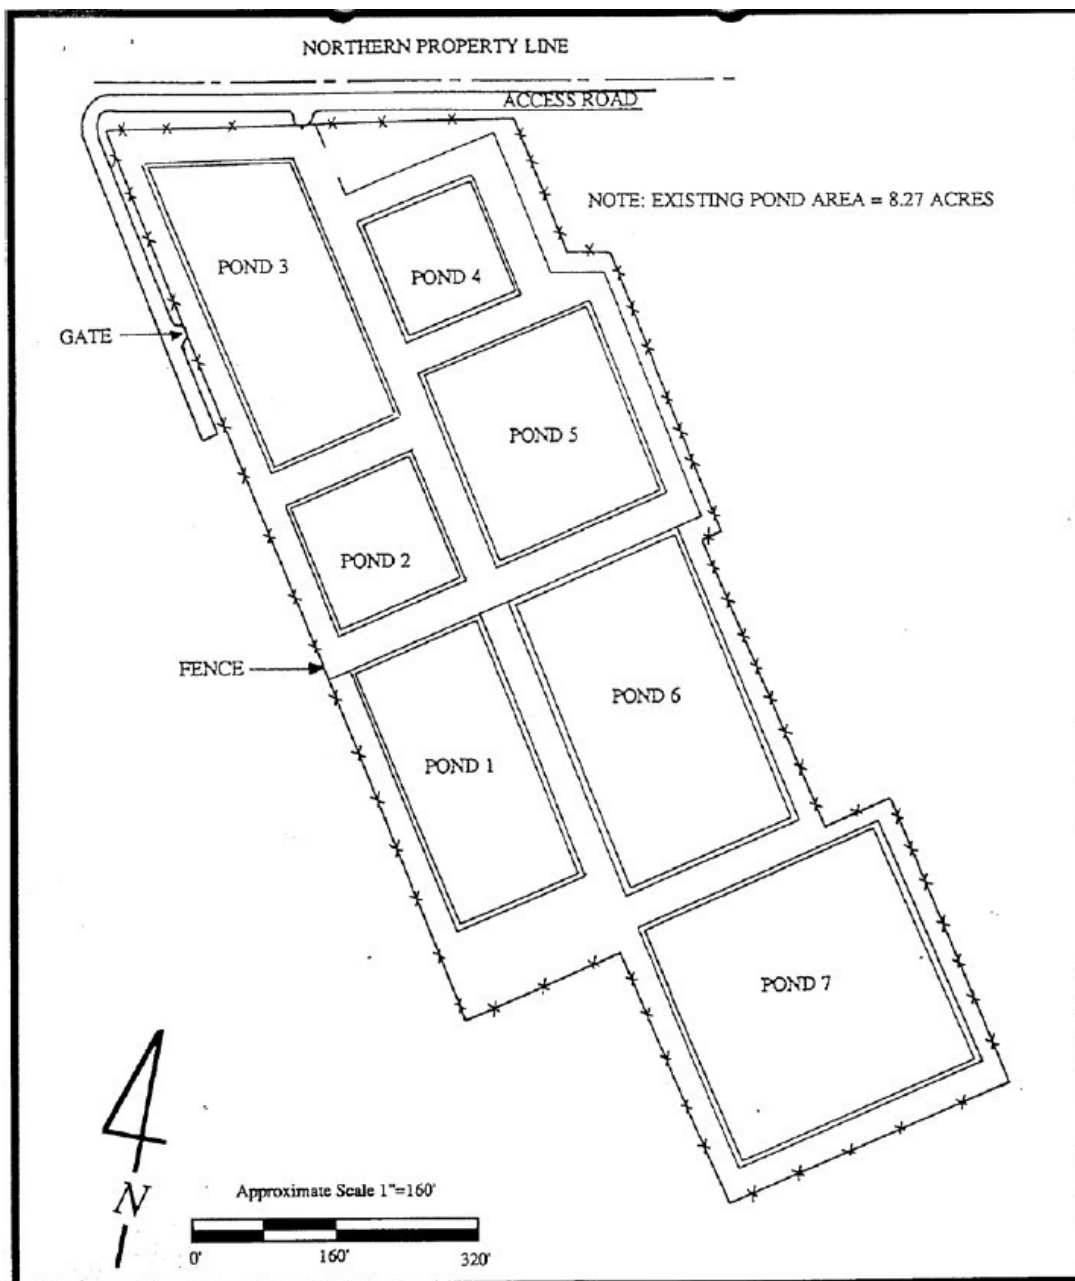 NORTHERN PROPERTY LINE
ACCESS ROAD
NOTE: EXISTING POND AREA = 8.27 ACRES
POND 3
POND 4
GATE
POND 5
POND 2
FENCE
POND 6
POND 1
POND 7
N
Approximate Scale 1"=160'
0' 160' 320'